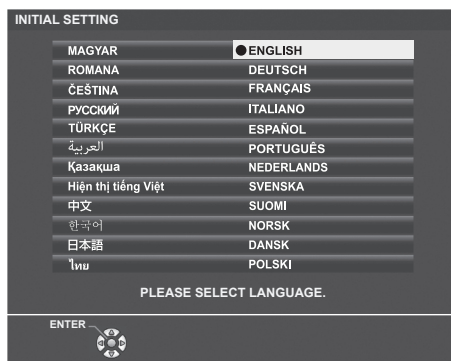 INITIAL SETTING
MAGYAR ENGLISH
ROMANA DEUTSCH
ČEŠTINA FRANÇAIS
РУССКИЙ ITALIANO
TÜRKÇE ESPAÑOL
العربية PORTUGUÊS
Қазақша NEDERLANDS
Hiện thị tiếng Việt SVENSKA
中文 SUOMI
한국어 NORSK
日本語 DANSK
ไทย POLSKI
PLEASE SELECT LANGUAGE.
ENTER